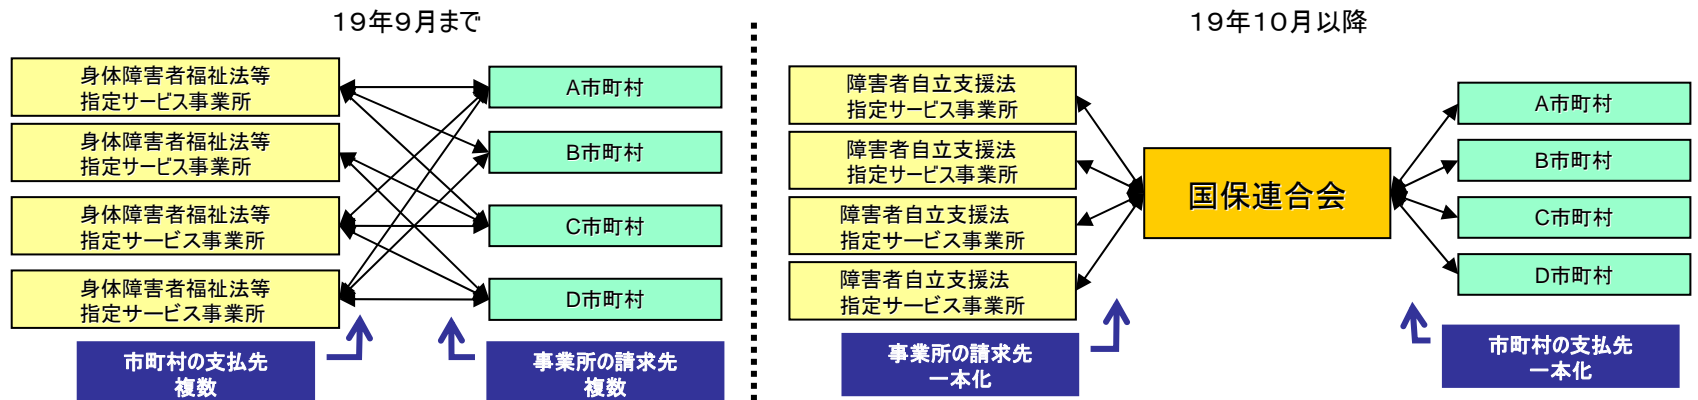 19年9月まで
身体障害者福祉法等
指定サービス事業所
身体障害者福祉法等
指定サービス事業所
身体障害者福祉法等
指定サービス事業所
身体障害者福祉法等
指定サービス事業所
A市町村
B市町村
C市町村
D市町村
市町村の支払先
複数
事業所の請求先
複数
19年10月以降
障害者自立支援法
指定サービス事業所
障害者自立支援法
指定サービス事業所
障害者自立支援法
指定サービス事業所
障害者自立支援法
指定サービス事業所
国保連合会
A市町村
B市町村
C市町村
D市町村
事業所の請求先
一本化
市町村の支払先
一本化